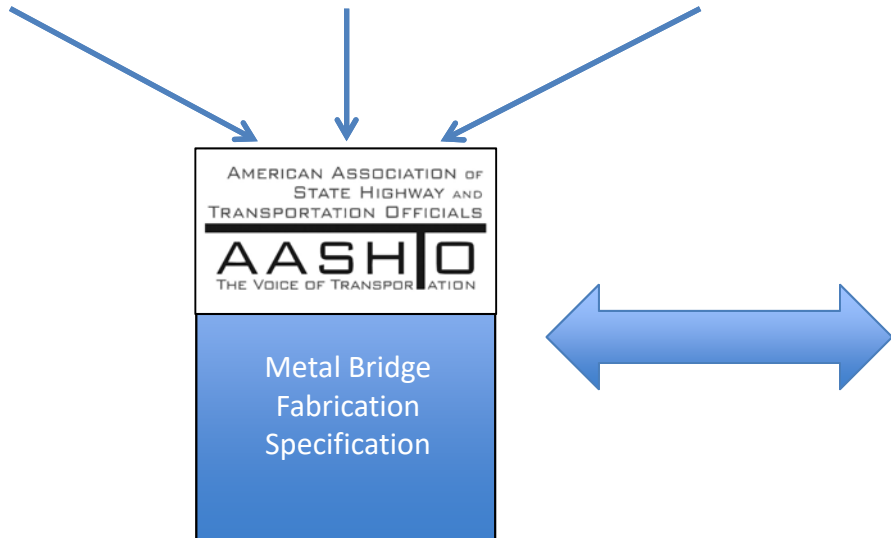 AMERICAN ASSOCIATION OF
STATE HIGHWAY AND
TRANSPORTATION OFFICIALS
AASHTO
THE VOICE OF TRANSPORTATION
Metal Bridge
Fabrication
Specification